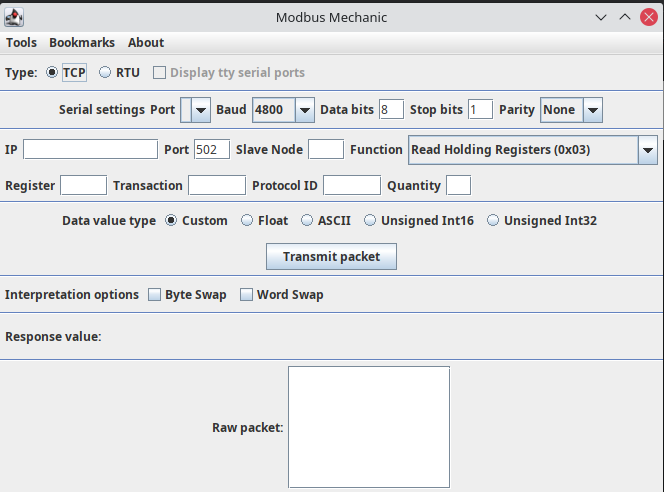 Modbus Mechanic
Tools Bookmarks About
Type: TCP RTU Display tty serial ports
Serial settings Port Baud 4800 Data bits 8 Stop bits 1 Parity None
IP Port 502 Slave Node Function Read Holding Registers (0x03)
Register Transaction Protocol ID Quantity
Data value type Custom Float ASCII Unsigned Int16 Unsigned Int32
Transmit packet
Interpretation options Byte Swap Word Swap
Response value:
Raw packet: